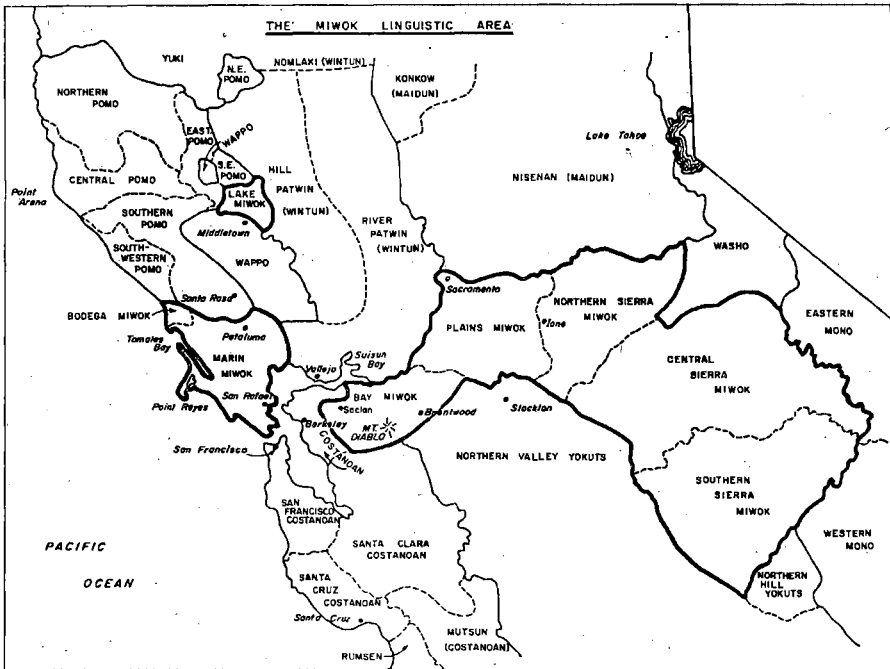 THE' MIWOK LINGUISTIC AREA
YUKI
N.E.
POMO
NOMLAKI (WINTUN)
KONKOW
(MAIDUN)
NORTHERN
POMO
EAST
POMO
WAPPO
Lake Tahoe
S.E.
POMO
HILL
PATWIN
(WINTUN)
NISENAN (MAIDUN)
CENTRAL POMO
LAKE
MIWOK
Point
Arena
SOUTHERN
POMO
Middletown
RIVER
PATWIN
(WINTUN)
SOUTH-
WESTERN
POMO
WAPPO
WASHO
Sacramento
Santa Rosa
NORTHERN SIERRA
MIWOK
BODEGA MIWOK
PLAINS MIWOK
Ione
EASTERN
MONO
Petaluma
Tomales
Bay
MARIN
MIWOK
Suisun
Bay
Vallejo
CENTRAL
SIERRA
MIWOK
San Rafael
BAY MIWOK
Saclan
Brentwood
Stockton
Point Reyes
Berkeley
MT.
DIABLO
San Francisco
COSTANOAN
NORTHERN VALLEY YOKUTS
SOUTHERN
SIERRA
MIWOK
SAN
FRANCISCO
COSTANOAN
WESTERN
MONO
PACIFIC
OCEAN
SANTA CLARA
COSTANOAN
SANTA
CRUZ
COSTANOAN
NORTHERN
HILL
YOKUTS
Santa Cruz
MUTSUN
(COSTANOAN)
RUMSEN